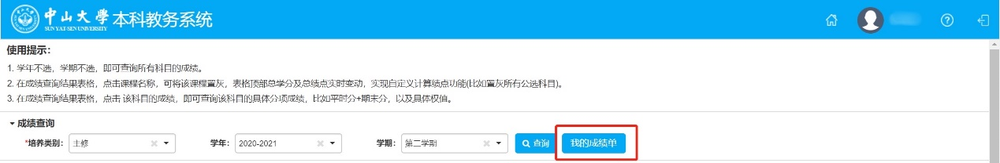 中山大学 本科教务系统
SUN YAT-SEN UNIVERSITY
使用提示：
1. 学年不选，学期不选，即可查询所有科目的成绩。
2. 在成绩查询结果表格，点击课程名称，可将该课程置灰，表格顶部总学分及总绩点实时变动，实现自定义计算绩点功能(比如置灰所有公选科目)。
3. 在成绩查询结果表格，点击 该科目的成绩，即可查询该科目的具体分项成绩，比如平时分+期末分，以及具体权值。
成绩查询
*培养类别： 主修 学年： 2020-2021 学期： 第二学期 查询 我的成绩单